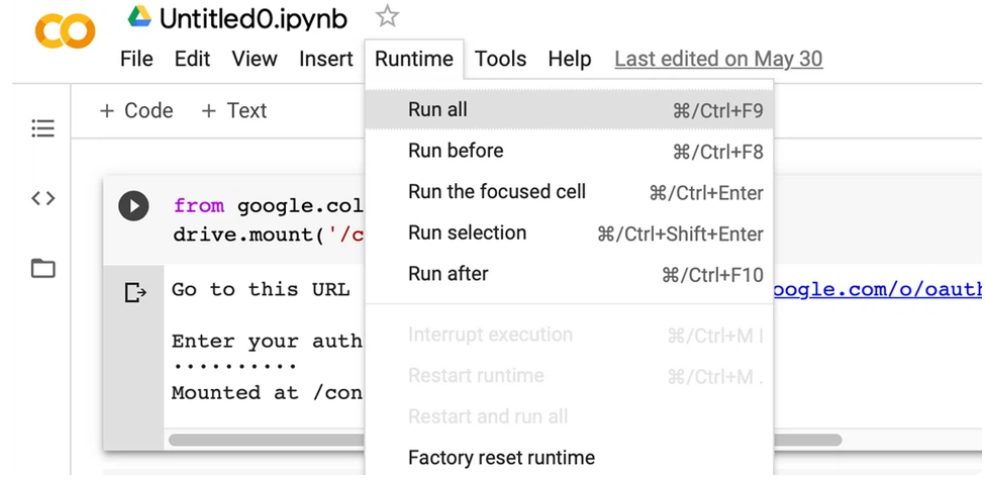 Untitled0.ipynb
File Edit View Insert Runtime Tools Help Last edited on May 30
+ Code + Text
Run all ⌘/Ctrl+F9
Run before ⌘/Ctrl+F8
Run the focused cell ⌘/Ctrl+Enter
Run selection ⌘/Ctrl+Shift+Enter
Run after ⌘/Ctrl+F10
Interrupt execution ⌘/Ctrl+M I
Restart runtime ⌘/Ctrl+M .
Restart and run all
Factory reset runtime
from google.col
drive.mount('/c
Go to this URL oogle.com/o/oauth
Enter your auth
··········
Mounted at /con